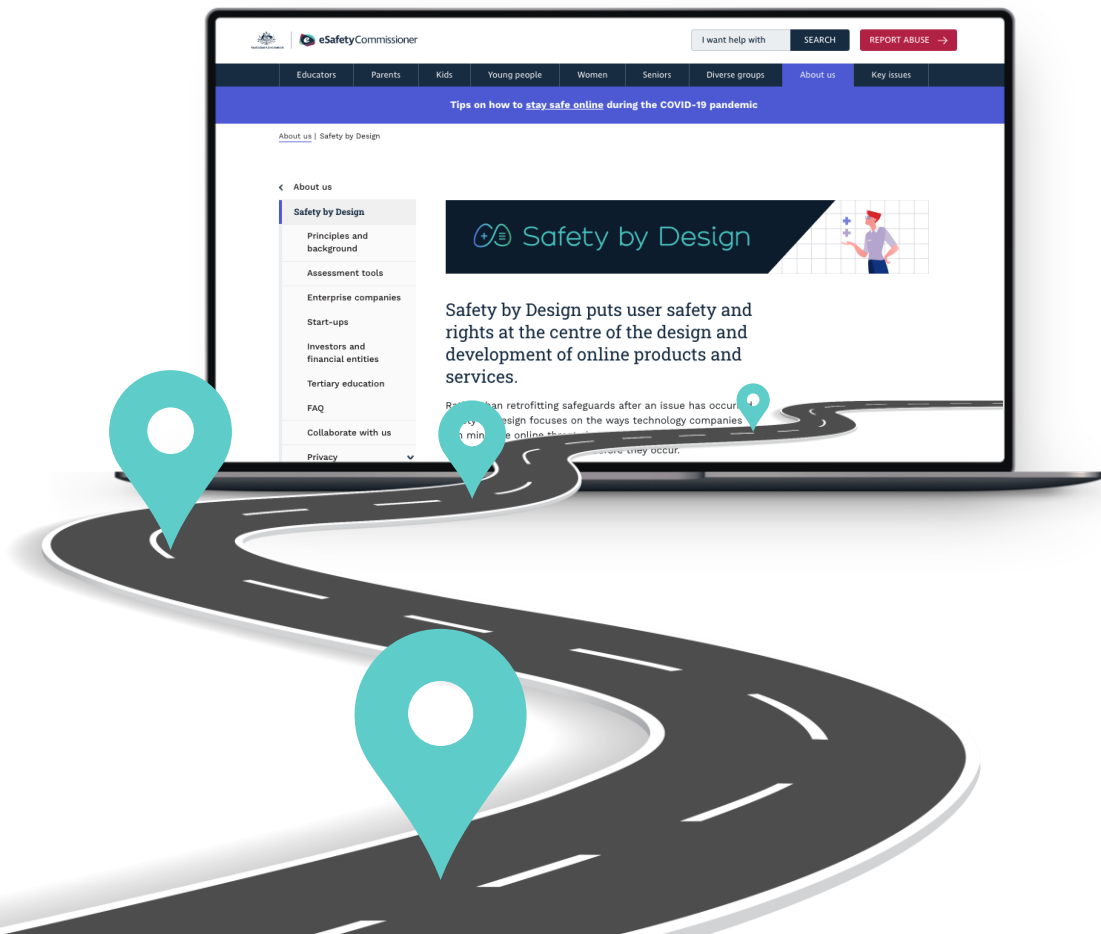 eSafetyCommissioner
I want help with
SEARCH
REPORT ABUSE →
Educators
Parents
Kids
Young people
Women
Seniors
Diverse groups
About us
Key issues
Tips on how to stay safe online during the COVID-19 pandemic
About us | Safety by Design
About us
Safety by Design
Principles and
background
Assessment tools
Enterprise companies
Start-ups
Investors and
financial entities
Tertiary education
FAQ
Collaborate with us
Privacy
Safety by Design
Safety by Design puts user safety and
rights at the centre of the design and
development of online products and
services.
retrofitting safeguards after an issue has
focuses on the ways technology companies
online
they occur.